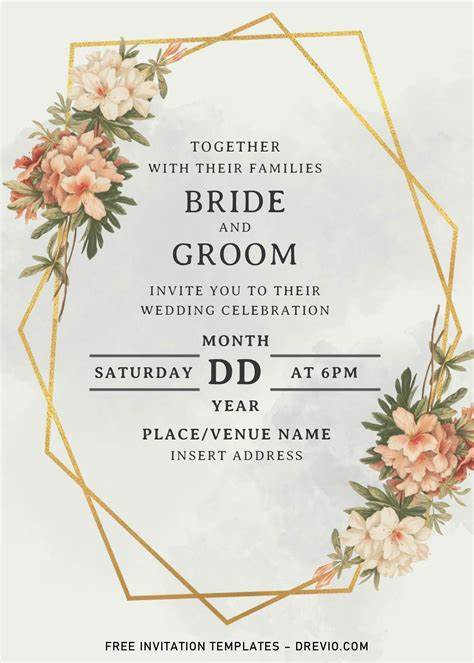 TOGETHER
WITH THEIR FAMILIES
BRIDE
AND
GROOM
INVITE YOU TO THEIR
WEDDING CELEBRATION
MONTH
SATURDAY DD AT 6PM
YEAR
PLACE/VENUE NAME
INSERT ADDRESS
FREE INVITATION TEMPLATES – DREVIO.COM